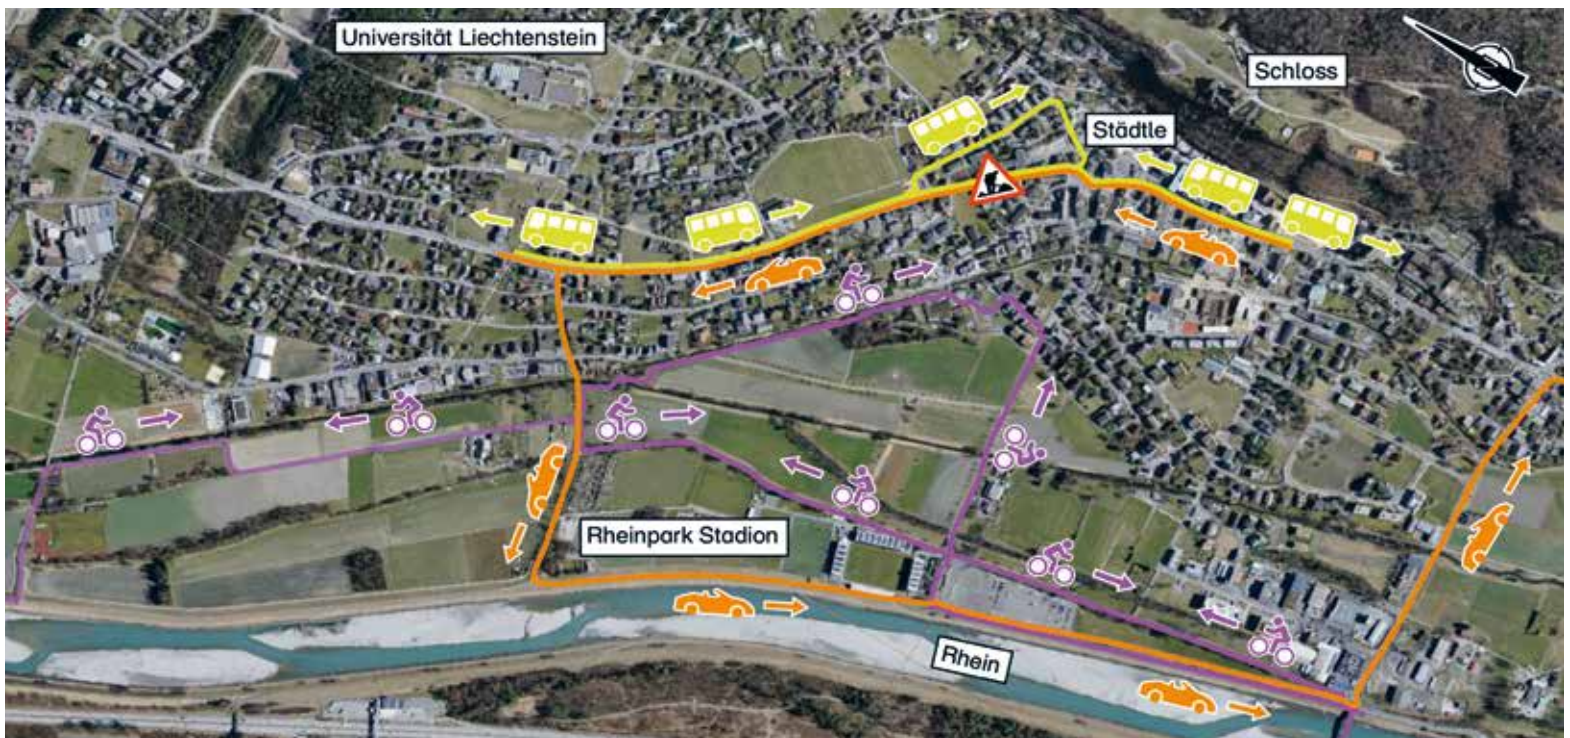 Universität Liechtenstein
Schloss
Städtle
Rheinpark Stadion
Rhein